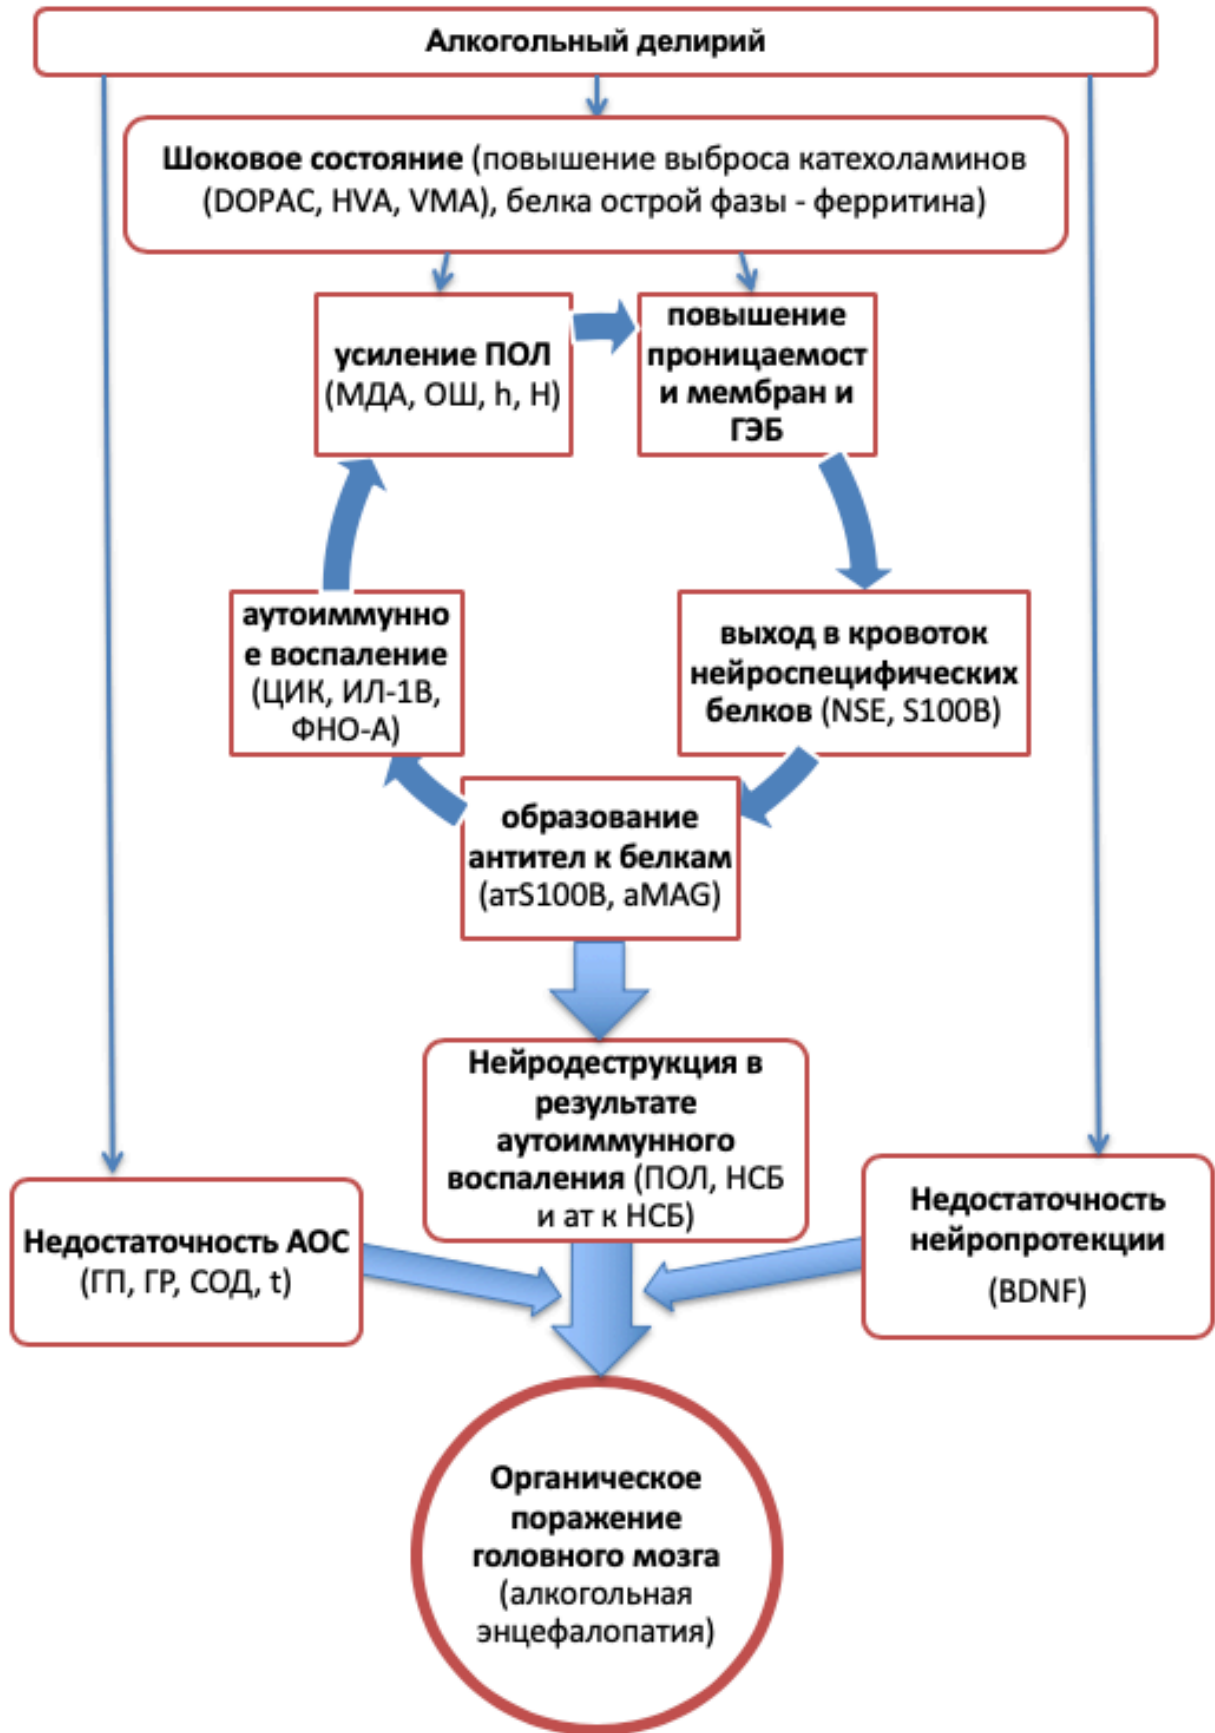 Алкогольный делирий
Шоковое состояние (повышение выброса катехоламинов
(DOPAC, HVA, VMA), белка острой фазы - ферритина)
усиление ПОЛ
(МДА, ОШ, h, H)
повышение
проницаемост
и мембран и
ГЭБ
аутоиммунно
е воспаление
(ЦИК, ИЛ-1В,
ФНО-А)
выход в кровоток
нейроспецифических
белков (NSE, S100B)
образование
антител к белкам
(атS100B, aMAG)
Нейродеструкция в
результате
аутоиммунного
воспаления (ПОЛ, НСБ
и ат к НСБ)
Недостаточность АОС
(ГП, ГР, СОД, t)
Недостаточность
нейропротекции
(BDNF)
Органическое
поражение
головного мозга
(алкогольная
энцефалопатия)